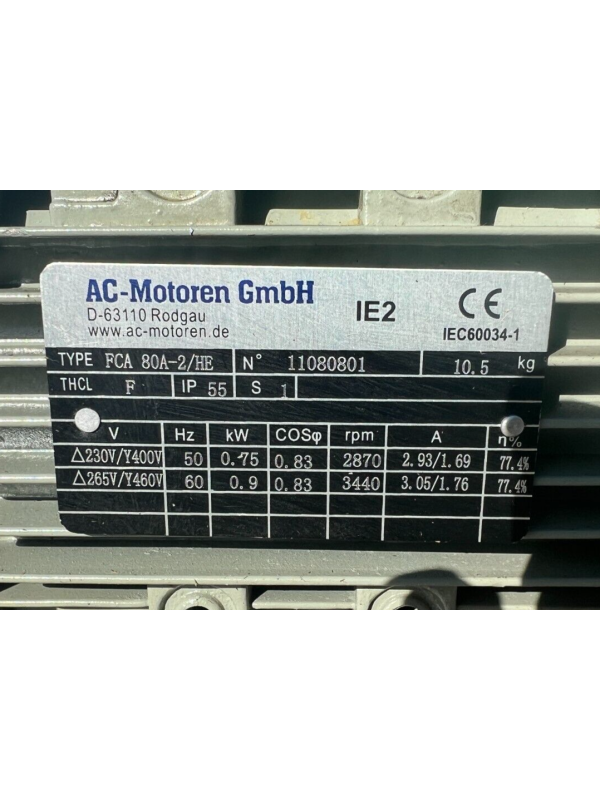 AC-Motoren GmbH
D-63110 Rodgau
www.ac-motoren.de
IE2
CE
IEC60034-1
TYPE FCA 80A-2/HE N° 11080801 10.5 kg
THCL F IP 55 S 1
V Hz kW COSφ rpm A η%
△230V/Y400V 50 0.75 0.83 2870 2.93/1.69 77.4%
△265V/Y460V 60 0.9 0.83 3440 3.05/1.76 77.4%